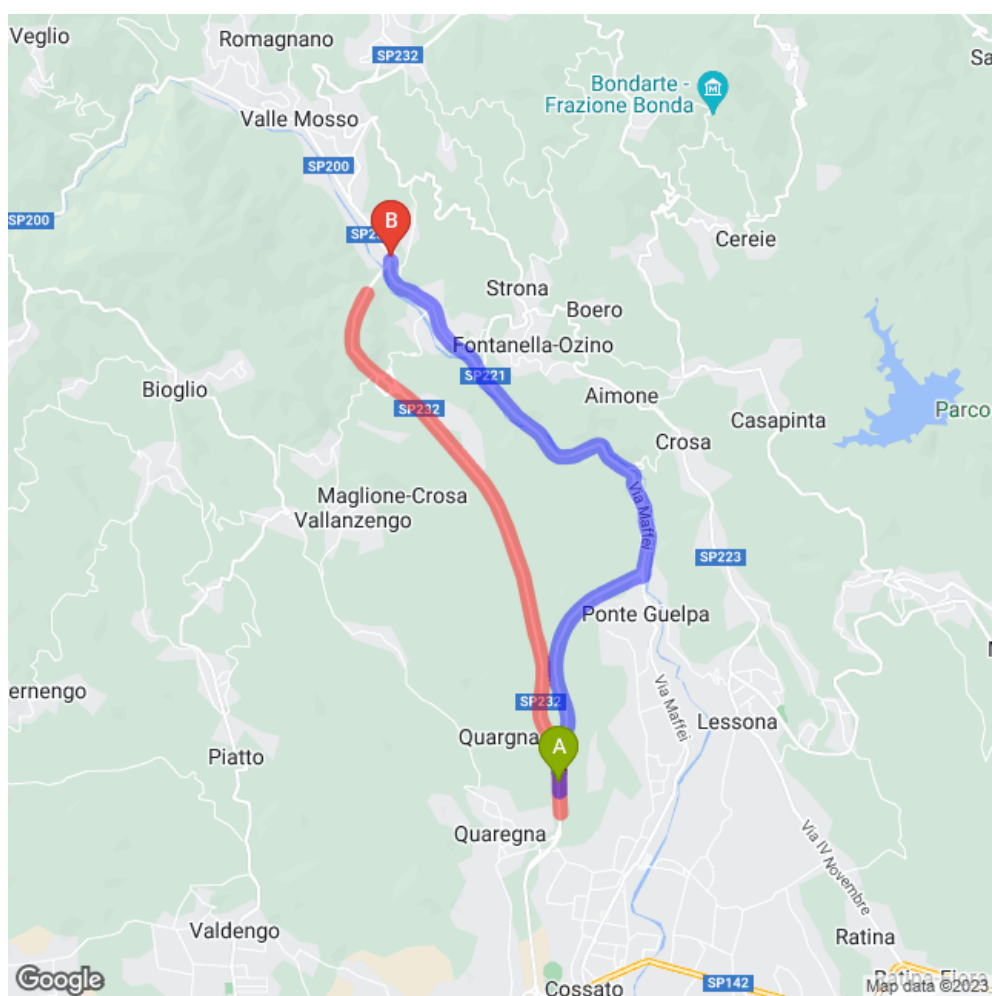 Veglio
Romagnano
SP232
Sa
Bondarte -
Frazione Bonda
Valle Mosso
SP200
B
SP200
Cereie
Strona
Boero
Fontanella-Ozino
SP221
Bioglio
Aimone
SP232
Casapinta
Parco
Crosa
Maglione-Crosa
Vallanzengo
Via Maffei
SP223
Ponte Guelpa
ernengo
SP232
Via Maffei
Lessona
Quargna
A
Piatto
Quaregna
Via IV Novembre
Valdengo
Ratina
Google
Cossato
SP142
Map data ©2023